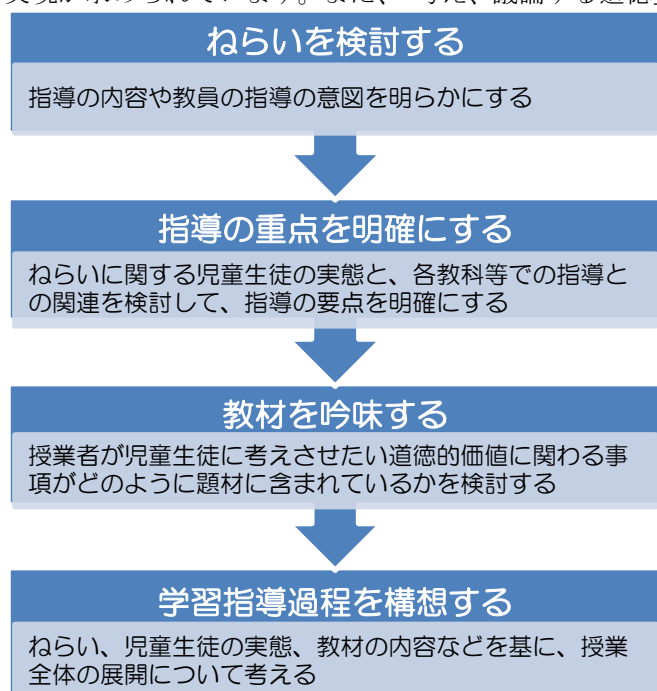 ねらいを検討する
指導の内容や教員の指導の意図を明らかにする
指導の重点を明確にする
ねらいに関する児童生徒の実態と、各教科等での指導と
の関連を検討して、指導の要点を明確にする
教材を吟味する
授業者が児童生徒に考えさせたい道徳的価値に関わる事
項がどのように題材に含まれているかを検討する
学習指導過程を構想する
ねらい、児童生徒の実態、教材の内容などを基に、授業
全体の展開について考える